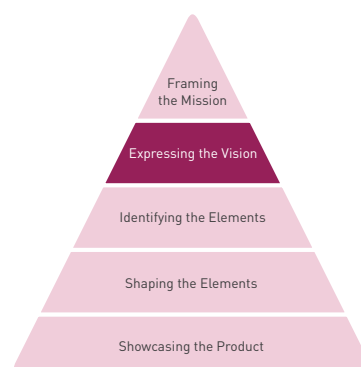 Framing
the Mission
Expressing the Vision
Identifying the Elements
Shaping the Elements
Showcasing the Product